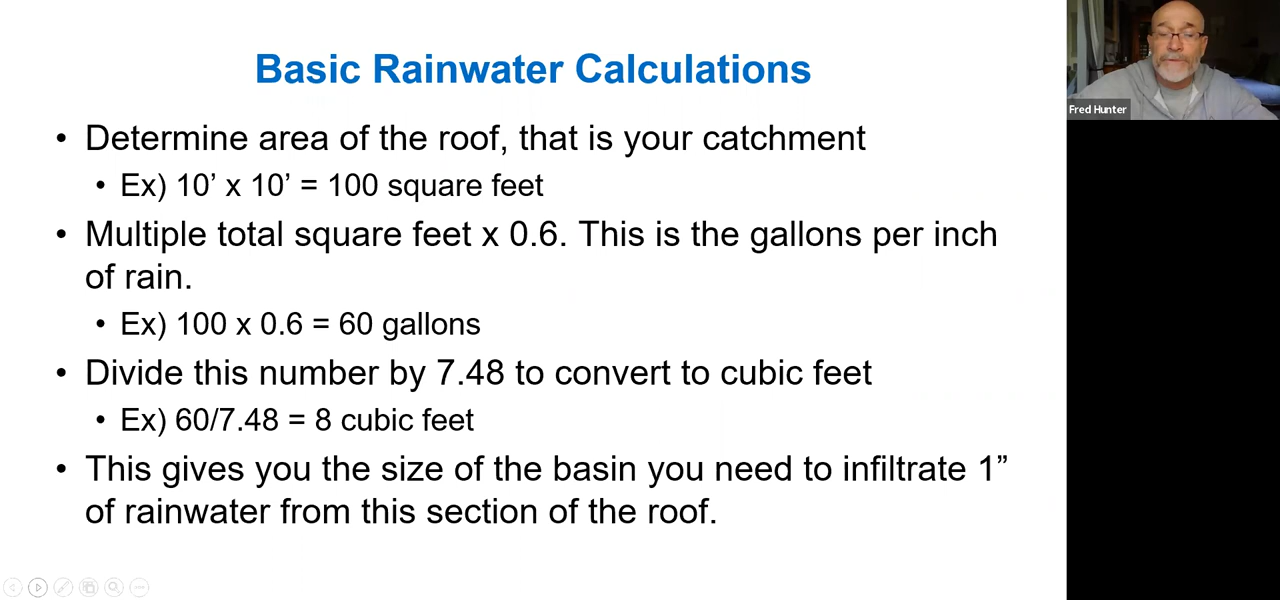 Basic Rainwater Calculations
• Determine area of the roof, that is your catchment
• Ex) 10’ x 10’ = 100 square feet
• Multiple total square feet x 0.6. This is the gallons per inch
of rain.
• Ex) 100 x 0.6 = 60 gallons
• Divide this number by 7.48 to convert to cubic feet
• Ex) 60/7.48 = 8 cubic feet
• This gives you the size of the basin you need to infiltrate 1”
of rainwater from this section of the roof.
Fred Hunter